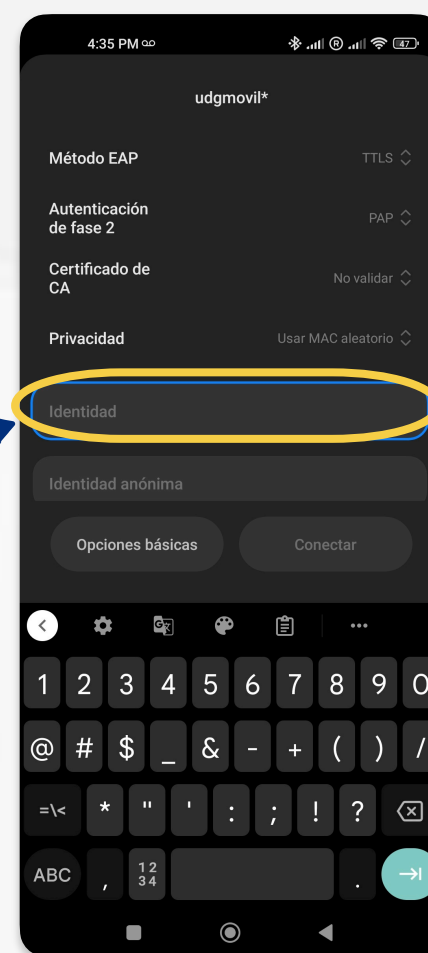 4:35 PM
47
udgmovil*
Método EAP
TTLS
Autenticación
de fase 2
PAP
Certificado de
CA
No validar
Privacidad
Usar MAC aleatorio
Identidad
Identidad anónima
Opciones básicas
Conectar
1 2 3 4 5 6 7 8 9 0
@ # $ _ & - + ( ) /
=\< * " ' : ; ! ?
ABC , 12 .
34